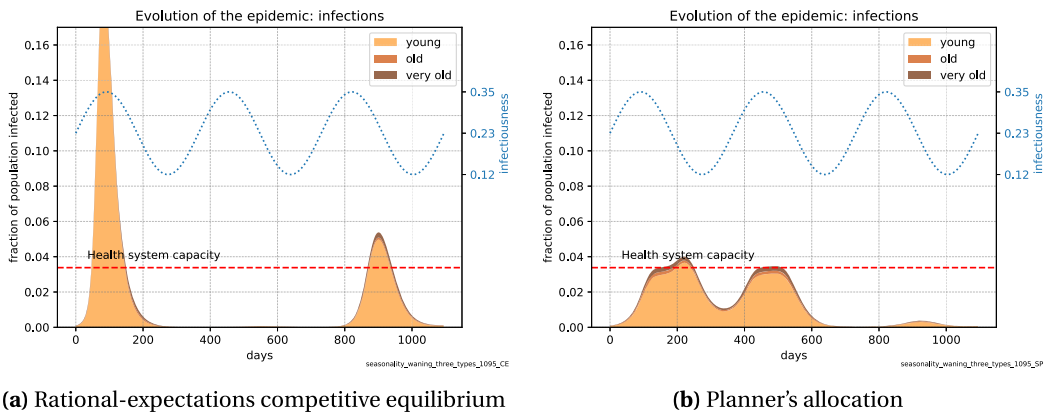 Evolution of the epidemic: infections
0.16
0.14
0.12
0.10
0.08
0.06
0.04
0.02
0.00
fraction of population infected
young
old
very old
0.35
0.23
0.12
infectiousness
Health system capacity
0 200 400 600 800 1000
days
seasonality_waning_three_types_1095_CE
(a) Rational-expectations competitive equilibrium
Evolution of the epidemic: infections
0.16
0.14
0.12
0.10
0.08
0.06
0.04
0.02
0.00
fraction of population infected
young
old
very old
0.35
0.23
0.12
infectiousness
Health system capacity
0 200 400 600 800 1000
days
seasonality_waning_three_types_1095_SP
(b) Planner's allocation